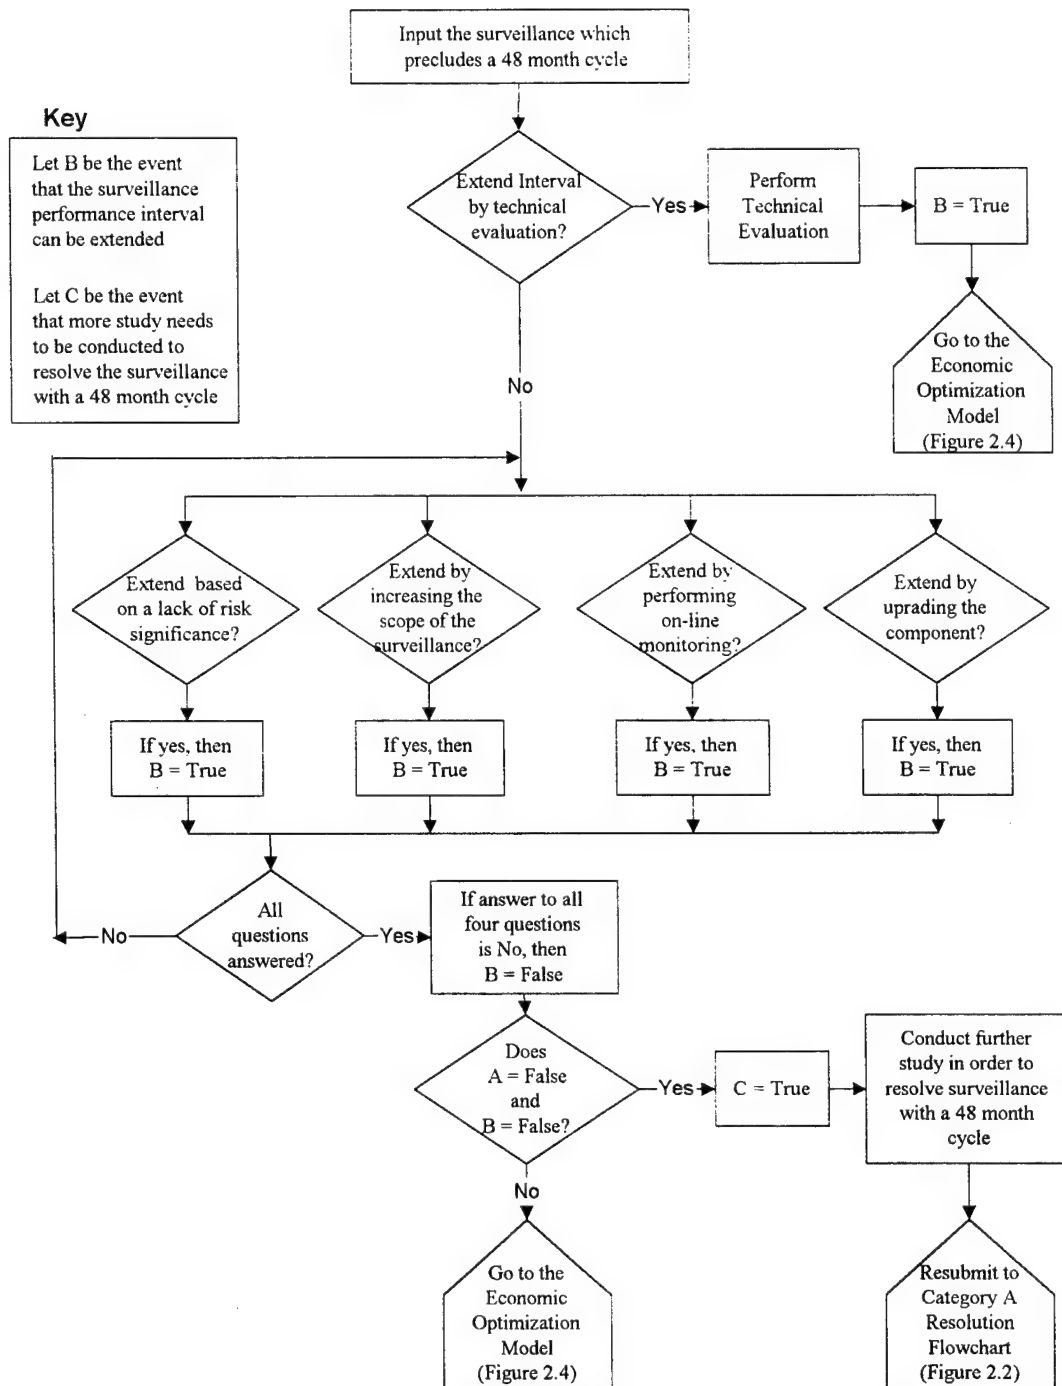 Input the surveillance which
precludes a 48 month cycle
Key
Let B be the event
that the surveillance
performance interval
can be extended
Let C be the event
that more study needs
to be conducted to
resolve the surveillance
with a 48 month cycle
Extend Interval
by technical
evaluation?
Yes
Perform
Technical
Evaluation
B = True
Go to the
Economic
Optimization
Model
(Figure 2.4)
No
Extend based
on a lack of risk
significance?
Extend by
increasing the
scope of the
surveillance?
Extend by
performing
on-line
monitoring?
Extend by
uprading the
component?
If yes, then
B = True
If yes, then
B = True
If yes, then
B = True
If yes, then
B = True
All
questions
answered?
No
Yes
If answer to all
four questions
is No, then
B = False
Does
A = False
and
B = False?
Yes
C = True
Conduct further
study in order to
resolve surveillance
with a 48 month
cycle
No
Go to the
Economic
Optimization
Model
(Figure 2.4)
Resubmit to
Category A
Resolution
Flowchart
(Figure 2.2)